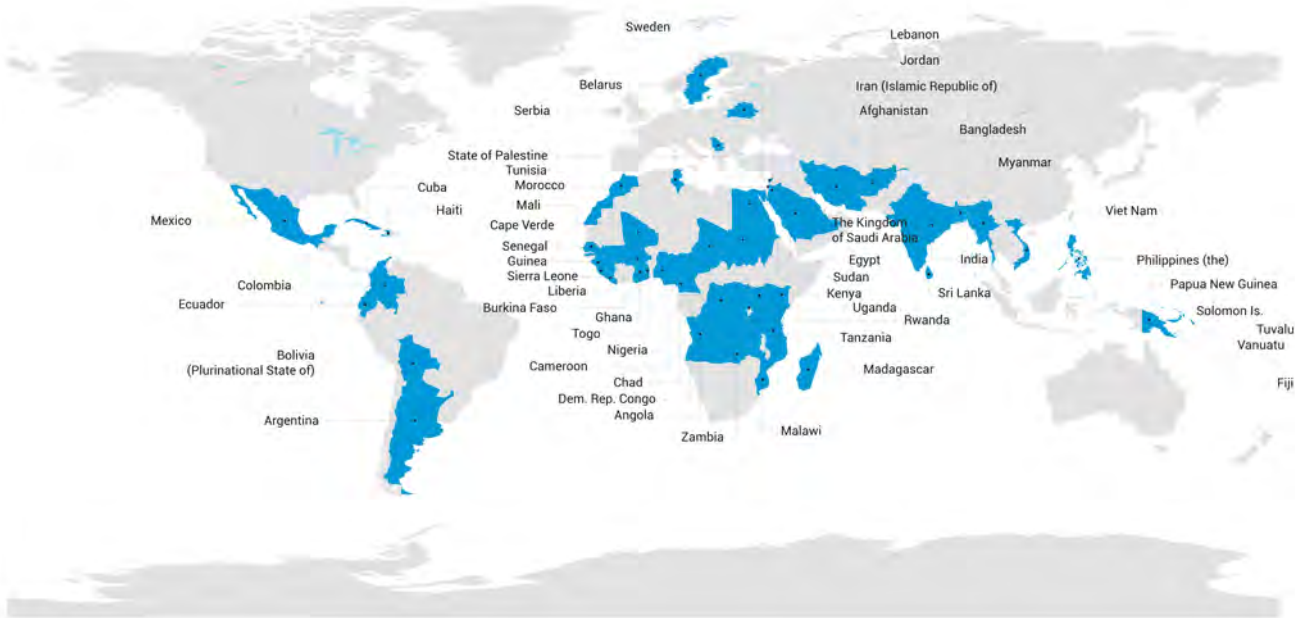 Sweden
Lebanon
Jordan
Belarus
Iran (Islamic Republic of)
Serbia
Afghanistan
Bangladesh
State of Palestine
Myanmar
Tunisia
Morocco
Cuba
Mali
Haiti
Viet Nam
Mexico
Cape Verde
The Kingdom
of Saudi Arabia
Senegal
Guinea
Egypt
India
Philippines (the)
Sierra Leone
Sudan
Colombia
Liberia
Kenya
Sri Lanka
Papua New Guinea
Ecuador
Burkina Faso
Uganda
Solomon Is.
Ghana
Rwanda
Togo
Tanzania
Tuvalu
Vanuatu
Nigeria
Bolivia
(Plurinational State of)
Cameroon
Madagascar
Chad
Fiji
Dem. Rep. Congo
Angola
Argentina
Zambia
Malawi